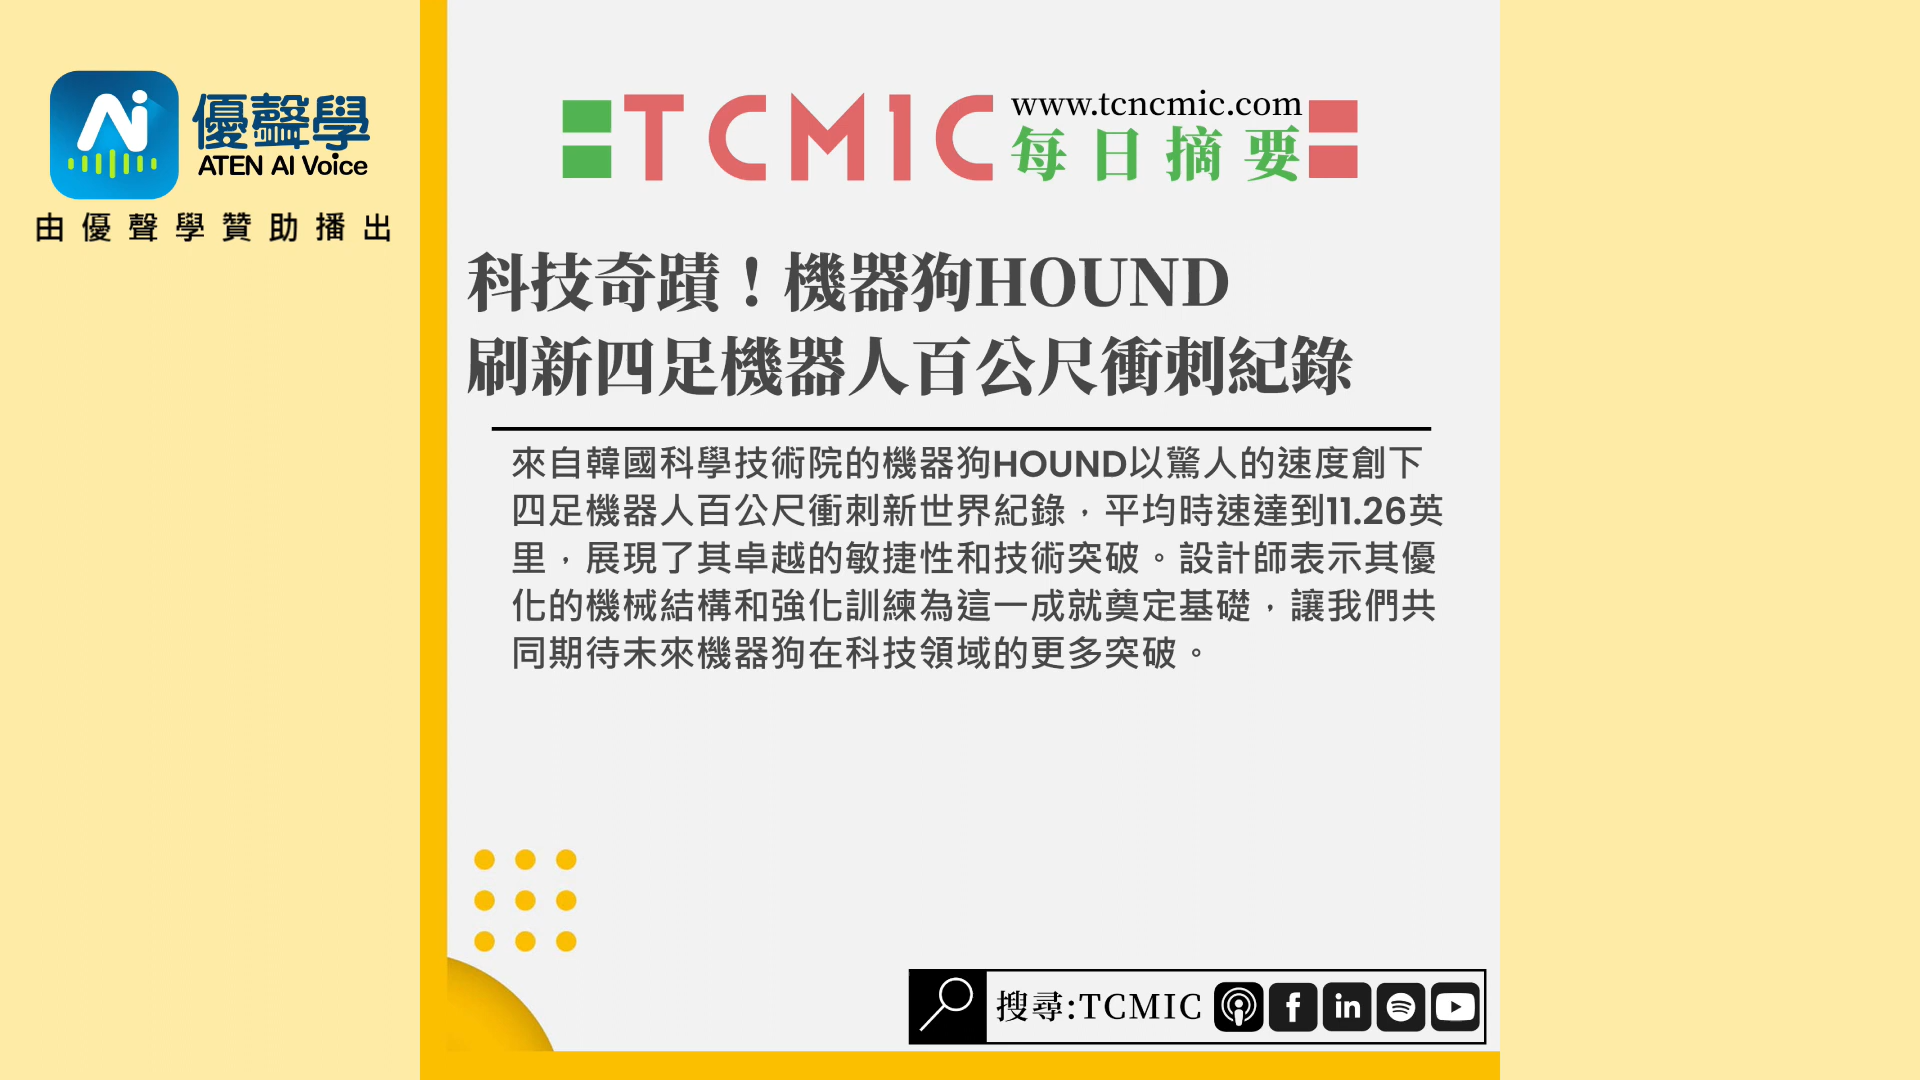 Ai
優聲學
ATEN AI Voice
由優聲學贊助播出
TCMIC
www.tcncmic.com
每日摘要
科技奇蹟！機器狗HOUND
刷新四足機器人百公尺衝刺紀錄
來自韓國科學技術院的機器狗HOUND以驚人的速度創下
四足機器人百公尺衝刺新世界紀錄，平均時速達到11.26英
里，展現了其卓越的敏捷性和技術突破。設計師表示其優
化的機械結構和強化訓練為這一成就奠定基礎，讓我們共
同期待未來機器狗在科技領域的更多突破。
搜尋:TCMIC